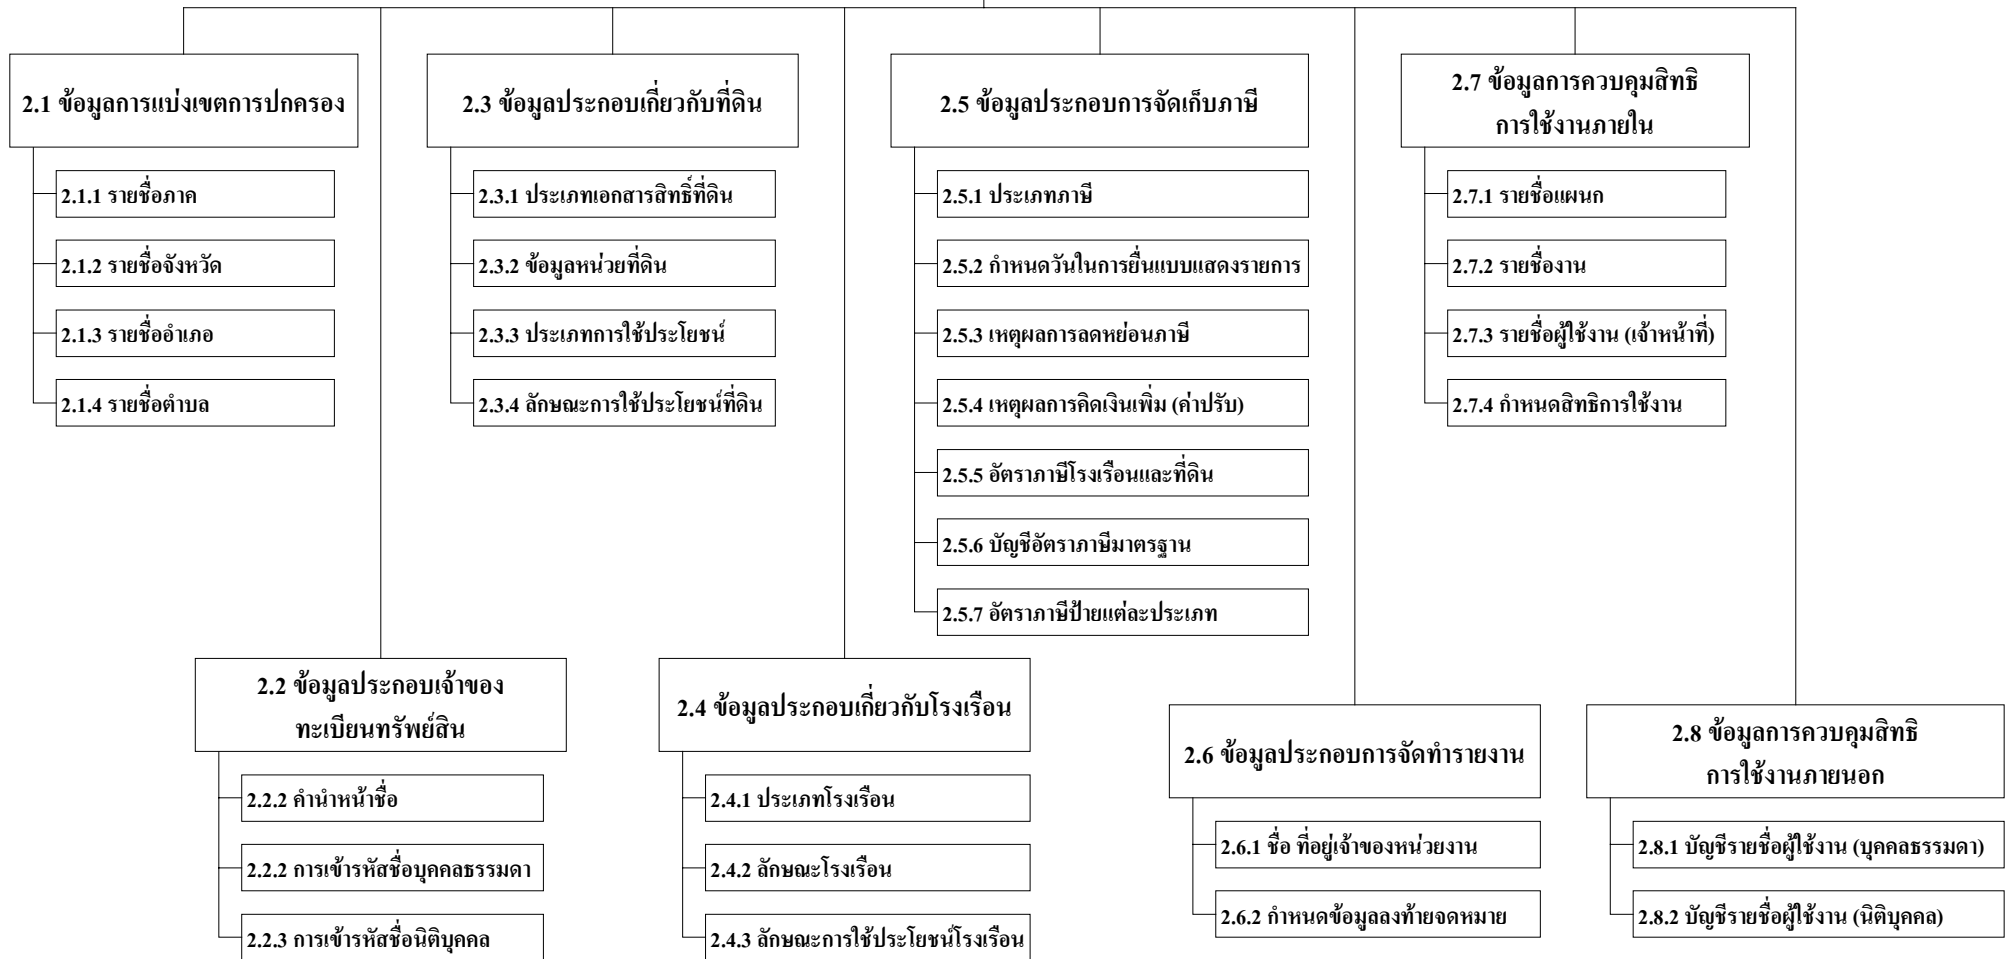 2.1 ข้อมูลการแบ่งเขตการปกครอง
2.1.1 รายชื่อภาค
2.1.2 รายชื่อจังหวัด
2.1.3 รายชื่ออำเภอ
2.1.4 รายชื่อตำบล
2.3 ข้อมูลประกอบเกี่ยวกับที่ดิน
2.3.1 ประเภทเอกสารสิทธิ์ที่ดิน
2.3.2 ข้อมูลหน่วยที่ดิน
2.3.3 ประเภทการใช้ประโยชน์
2.3.4 ลักษณะการใช้ประโยชน์ที่ดิน
2.5 ข้อมูลประกอบการจัดเก็บภาษี
2.5.1 ประเภทภาษี
2.5.2 กำหนดวันในการยื่นแบบแสดงรายการ
2.5.3 เหตุผลการลดหย่อนภาษี
2.5.4 เหตุผลการคิดเงินเพิ่ม (ค่าปรับ)
2.5.5 อัตราภาษีโรงเรือนและที่ดิน
2.5.6 บัญชีอัตราภาษีมาตรฐาน
2.5.7 อัตราภาษีป้ายแต่ละประเภท
2.7 ข้อมูลการควบคุมสิทธิ
การใช้งานภายใน
2.7.1 รายชื่อแผนก
2.7.2 รายชื่องาน
2.7.3 รายชื่อผู้ใช้งาน (เจ้าหน้าที่)
2.7.4 กำหนดสิทธิการใช้งาน
2.2 ข้อมูลประกอบเจ้าของ
ทะเบียนทรัพย์สิน
2.2.2 คำนำหน้าชื่อ
2.2.2 การเข้ารหัสชื่อบุคคลธรรมดา
2.2.3 การเข้ารหัสชื่อนิติบุคคล
2.4 ข้อมูลประกอบเกี่ยวกับโรงเรือน
2.4.1 ประเภทโรงเรือน
2.4.2 ลักษณะโรงเรือน
2.4.3 ลักษณะการใช้ประโยชน์โรงเรือน
2.6 ข้อมูลประกอบการจัดทำรายงาน
2.6.1 ชื่อ ที่อยู่เจ้าของหน่วยงาน
2.6.2 กำหนดข้อมูลลงท้ายจดหมาย
2.8 ข้อมูลการควบคุมสิทธิ
การใช้งานภายนอก
2.8.1 บัญชีรายชื่อผู้ใช้งาน (บุคคลธรรมดา)
2.8.2 บัญชีรายชื่อผู้ใช้งาน (นิติบุคคล)